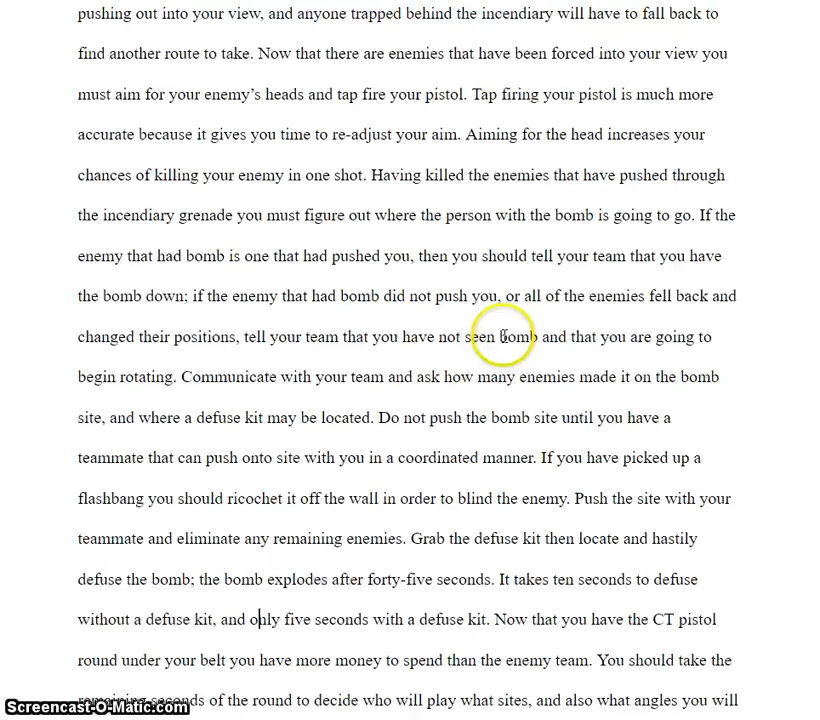 pushing out into your view, and anyone trapped behind the incendiary will have to fall back to
find another route to take. Now that there are enemies that have been forced into your view you
must aim for your enemy’s heads and tap fire your pistol. Tap firing your pistol is much more
accurate because it gives you time to re-adjust your aim. Aiming for the head increases your
chances of killing your enemy in one shot. Having killed the enemies that have pushed through
the incendiary grenade you must figure out where the person with the bomb is going to go. If the
enemy that had bomb is one that had pushed you, then you should tell your team that you have
the bomb down; if the enemy that had bomb did not push you, or all of the enemies fell back and
changed their positions, tell your team that you have not seen bomb and that you are going to
begin rotating. Communicate with your team and ask how many enemies made it on the bomb
site, and where a defuse kit may be located. Do not push the bomb site until you have a
teammate that can push onto site with you in a coordinated manner. If you have picked up a
flashbang you should ricochet it off the wall in order to blind the enemy. Push the site with your
teammate and eliminate any remaining enemies. Grab the defuse kit then locate and hastily
defuse the bomb; the bomb explodes after forty-five seconds. It takes ten seconds to defuse
without a defuse kit, and only five seconds with a defuse kit. Now that you have the CT pistol
round under your belt you have more money to spend than the enemy team. You should take the
remaining seconds of the round to decide who will play what sites, and also what angles you will
Screencast-O-Matic.com